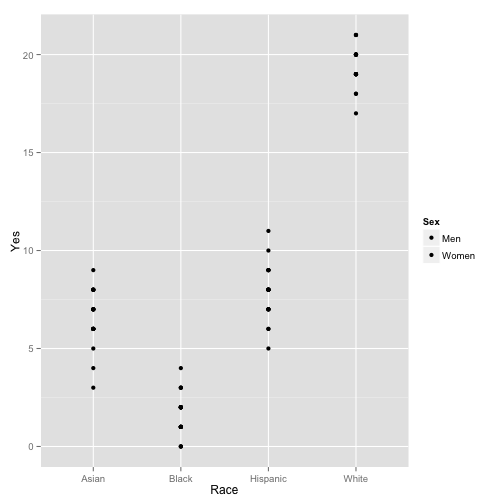 20
15
10
5
0
Yes
Asian
Black
Hispanic
White
Race
Sex
Men
Women